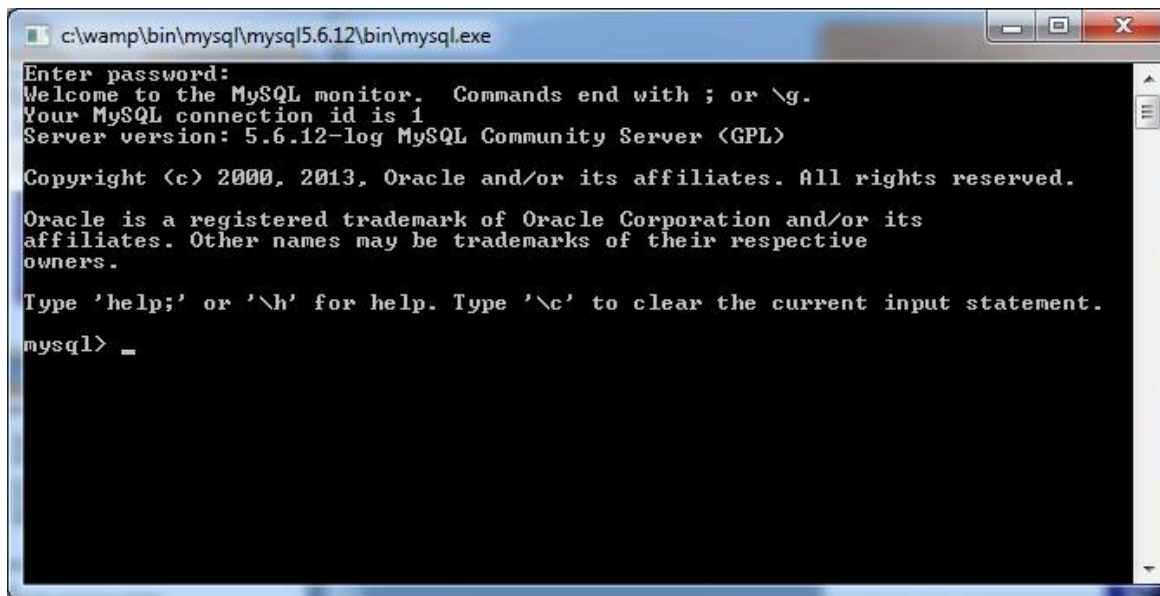 c:\wamp\bin\mysql\mysql5.6.12\bin\mysql.exe
Enter password:
Welcome to the MySQL monitor.  Commands end with ; or \g.
Your MySQL connection id is 1
Server version: 5.6.12-log MySQL Community Server (GPL)
Copyright (c) 2000, 2013, Oracle and/or its affiliates. All rights reserved.
Oracle is a registered trademark of Oracle Corporation and/or its
affiliates. Other names may be trademarks of their respective
owners.
Type 'help;' or '\h' for help. Type '\c' to clear the current input statement.
mysql> _